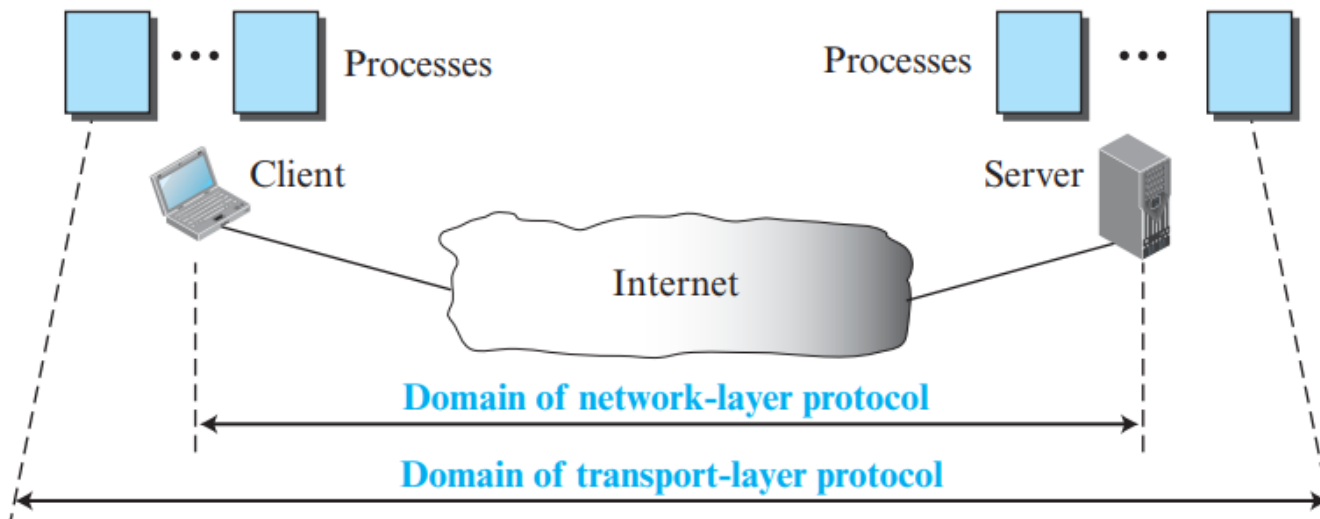 Processes
Processes
Client
Server
Internet
Domain of network-layer protocol
Domain of transport-layer protocol